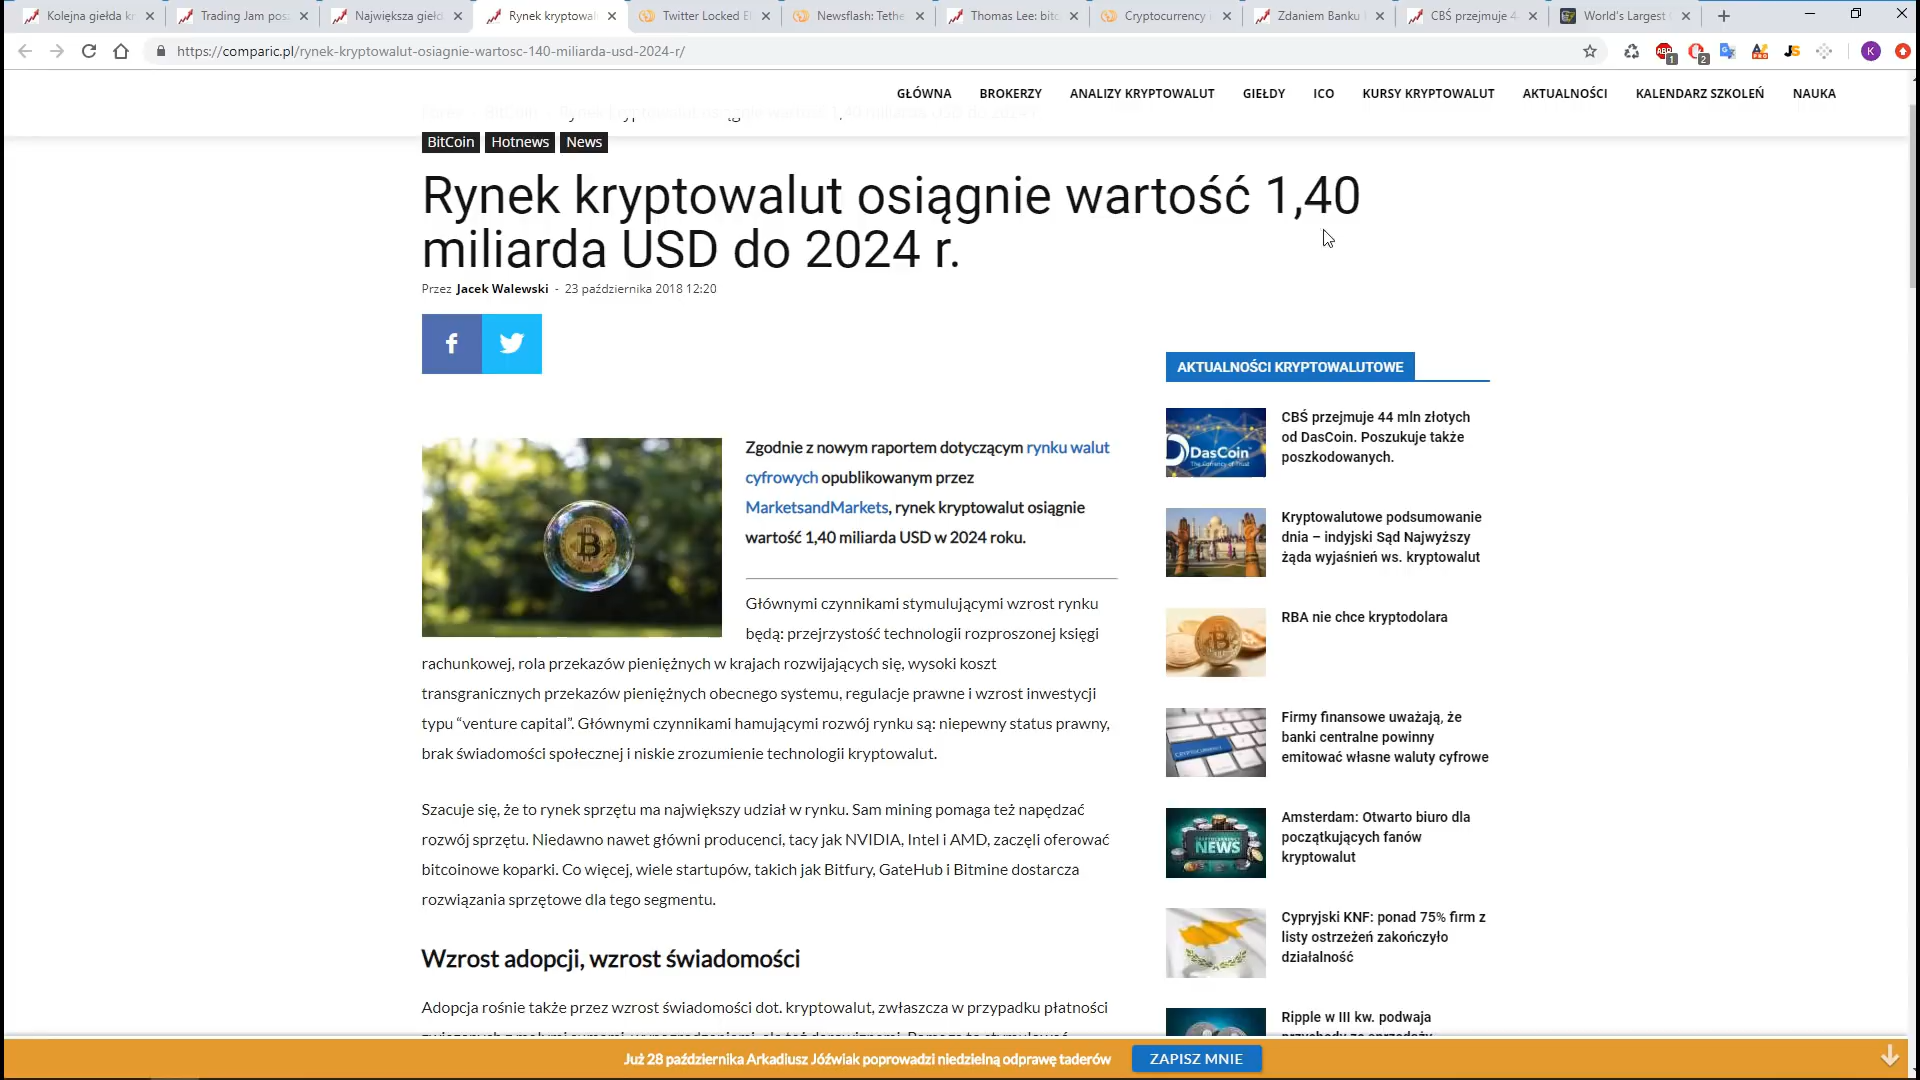 Kolejna giełda k
Trading Jam pos
Największa giełd
Rynek kryptowal
Twitter Locked E
Newsflash: Tethe
Thomas Lee: bitc
Cryptocurrency
Zdaniem Banku
CBŚ przejmuje 4
World's Largest
https://comparic.pl/rynek-kryptowalut-osiagnie-wartosc-140-miliarda-usd-2024-r/
GŁÓWNA
BROKERZY
ANALIZY KRYPTOWALUT
GIEŁDY
ICO
KURSY KRYPTOWALUT
AKTUALNOŚCI
KALENDARZ SZKOLEŃ
NAUKA
BitCoin
Hotnews
News
Rynek kryptowalut osiągnie wartość 1,40
miliarda USD do 2024 r.
Przez Jacek Walewski - 23 października 2018 12:20
Zgodnie z nowym raportem dotyczącym rynku walut
cyfrowych opublikowanym przez
MarketsandMarkets, rynek kryptowalut osiągnie
wartość 1,40 miliarda USD w 2024 roku.
Głównymi czynnikami stymulującymi wzrost rynku
będą: przejrzystość technologii rozproszonej księgi
rachunkowej, rola przekazów pieniężnych w krajach rozwijających się, wysoki koszt
transgranicznych przekazów pieniężnych obecnego systemu, regulacje prawne i wzrost inwestycji
typu “venture capital”. Głównymi czynnikami hamującymi rozwój rynku są: niepewny status prawny,
brak świadomości społecznej i niskie zrozumienie technologii kryptowalut.
Szacuje się, że to rynek sprzętu ma największy udział w rynku. Sam mining pomaga też napędzać
rozwój sprzętu. Niedawno nawet główni producenci, tacy jak NVIDIA, Intel i AMD, zaczęli oferować
bitcoinowe koparki. Co więcej, wiele startupów, takich jak Bitfury, GateHub i Bitmine dostarcza
rozwiązania sprzętowe dla tego segmentu.
Wzrost adopcji, wzrost świadomości
Adopcja rośnie także przez wzrost świadomości dot. kryptowalut, zwłaszcza w przypadku płatności
AKTUALNOŚCI KRYPTOWALUTOWE
DasCoin
CBŚ przejmuje 44 mln złotych
od DasCoin. Poszukuje także
poszkodowanych.
Kryptowalutowe podsumowanie
dnia – indyjski Sąd Najwyższy
żąda wyjaśnień ws. kryptowalut
RBA nie chce kryptodolara
Firmy finansowe uważają, że
banki centralne powinny
emitować własne waluty cyfrowe
NEWS
Amsterdam: Otwarto biuro dla
początkujących fanów
kryptowalut
Cypryjski KNF: ponad 75% firm z
listy ostrzeżeń zakończyło
działalność
Ripple w III kw. podwaja
Już 28 października Arkadiusz Jóźwiak poprowadzi niedzielną odprawę taderów
ZAPISZ MNIE